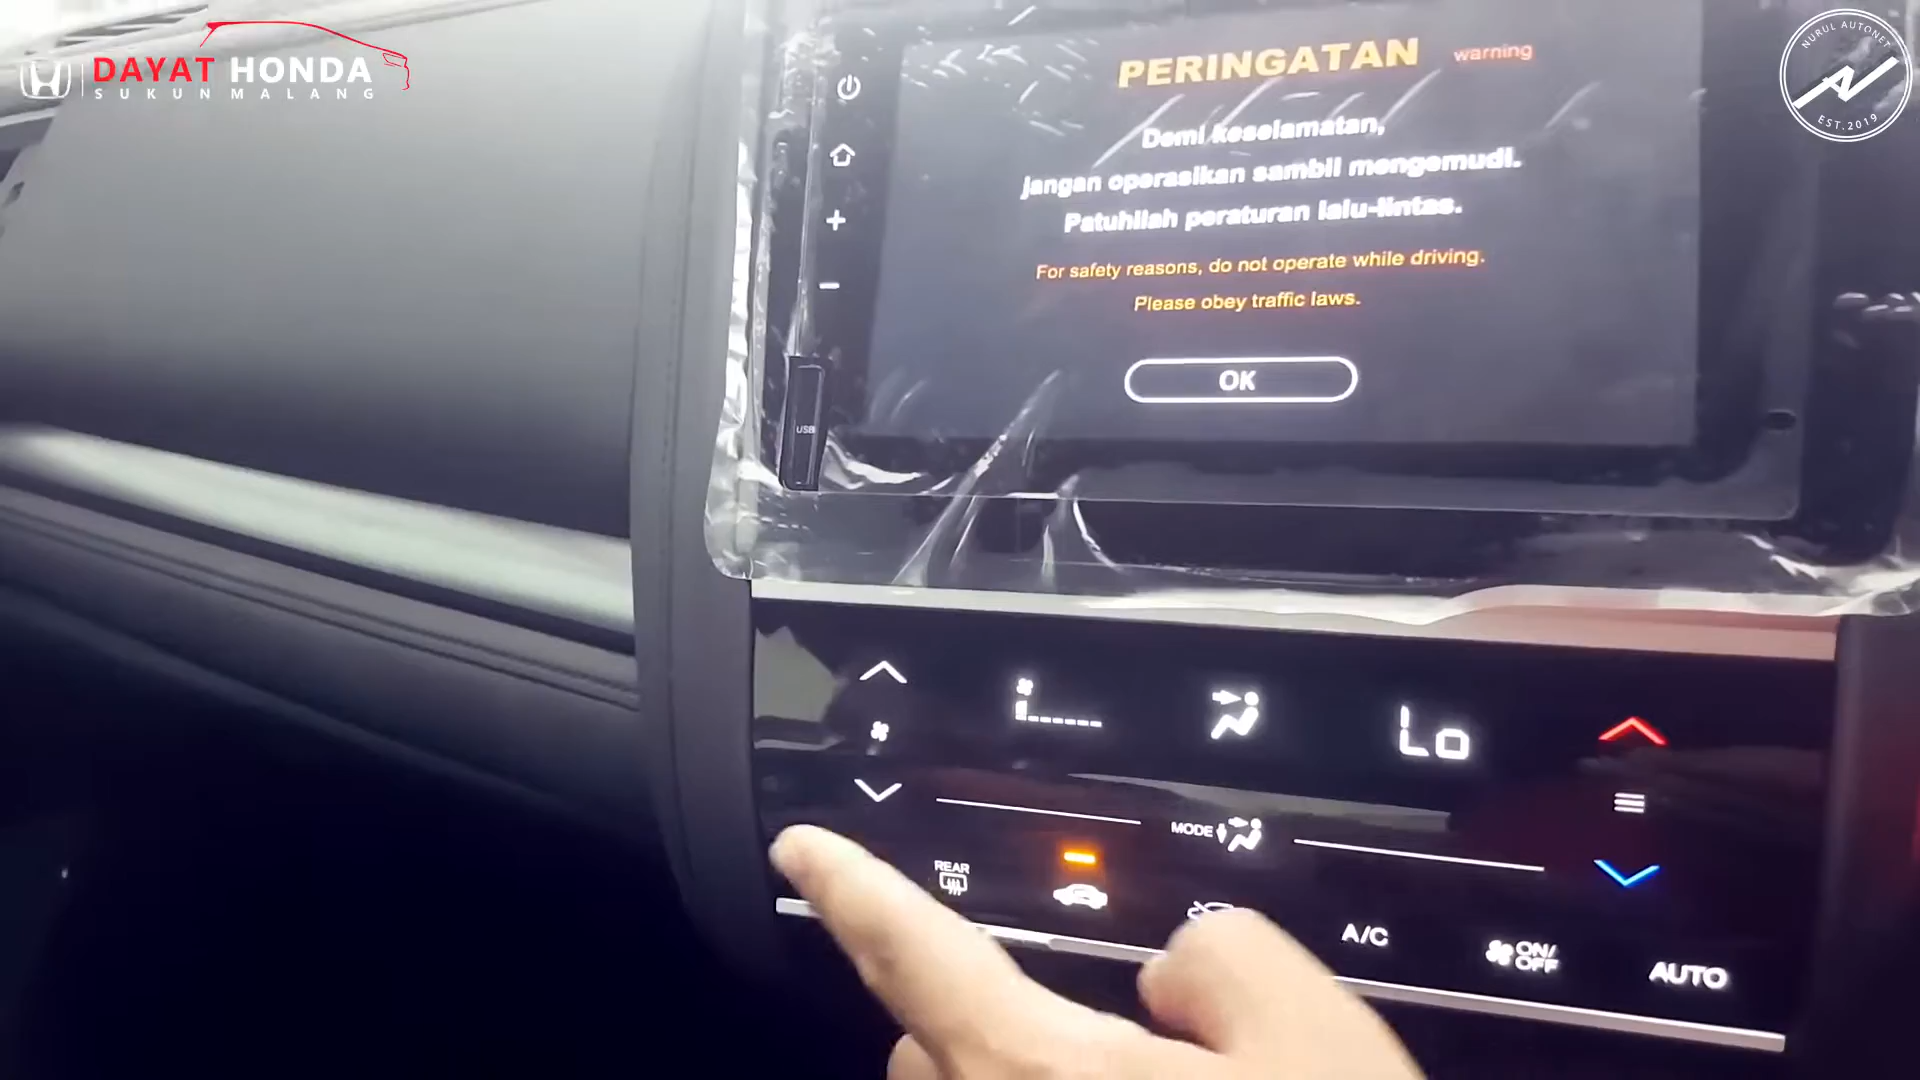 DAYAT HONDA
SUKUN MALANG
NURUL AUTONET
EST.2019
PERINGATAN warning
Demi keselamatan,
jangan operasikan sambil mengemudi.
Patuhilah peraturan lalu-lintas.
For safety reasons, do not operate while driving.
Please obey traffic laws.
OK
USB
Lo
MODE
REAR
A/C
ON/
OFF
AUTO